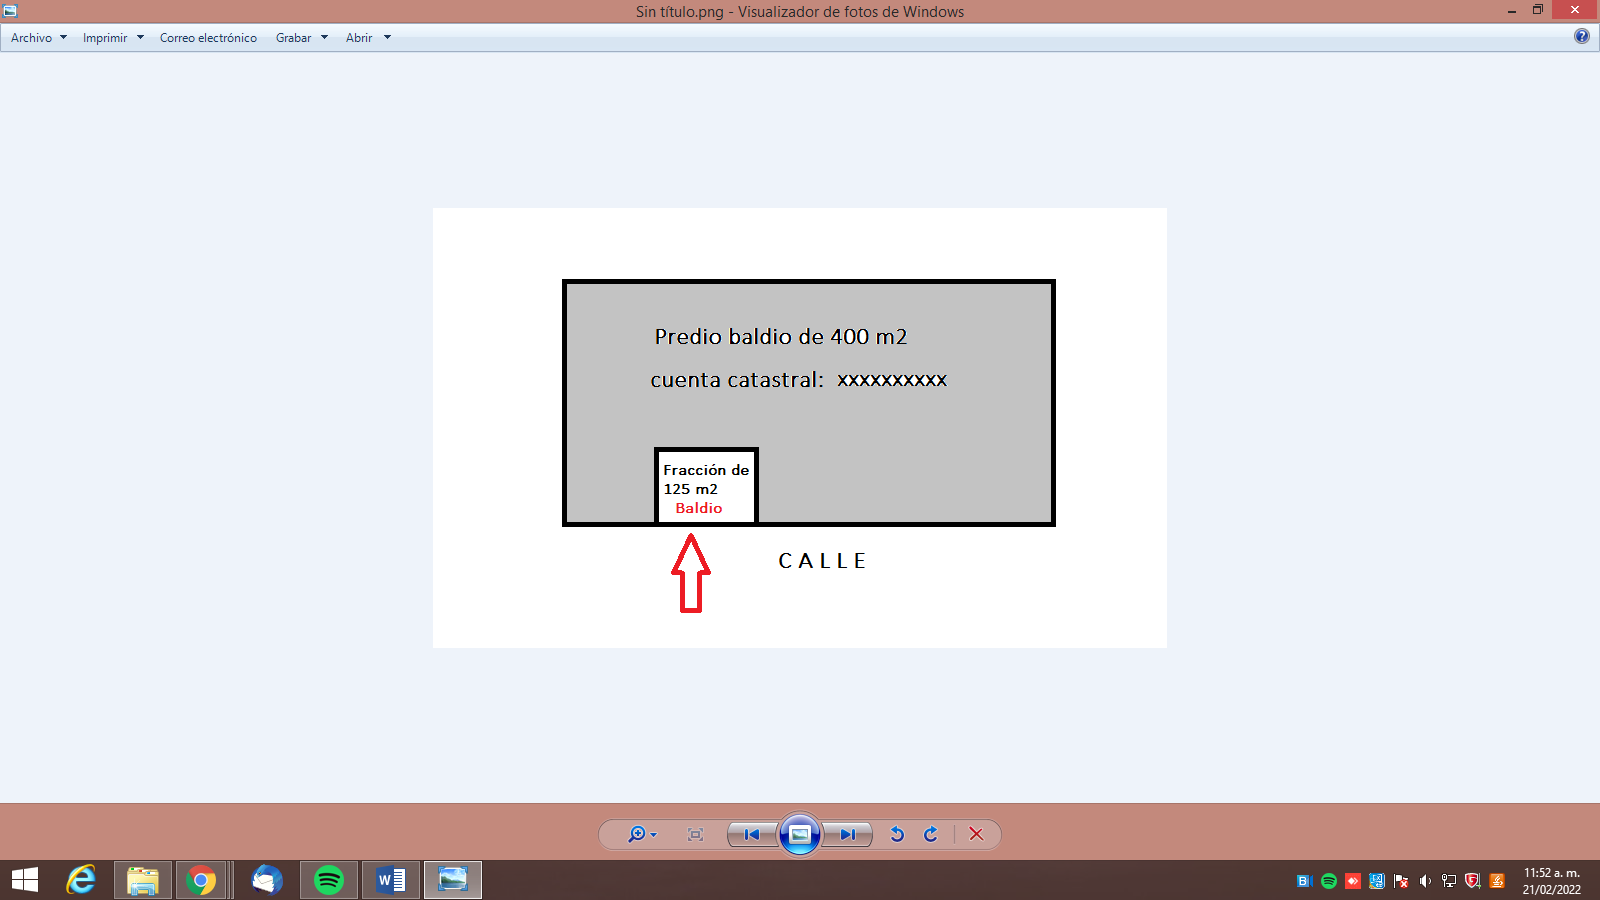 Sin título.png - Visualizador de fotos de Windows
Archivo Imprimir Correo electrónico Grabar Abrir
Predio baldio de 400 m2
cuenta catastral: xxxxxxxxxx
Fracción de
125 m2
Baldio
C A L L E
11:52 a. m.
21/02/2022